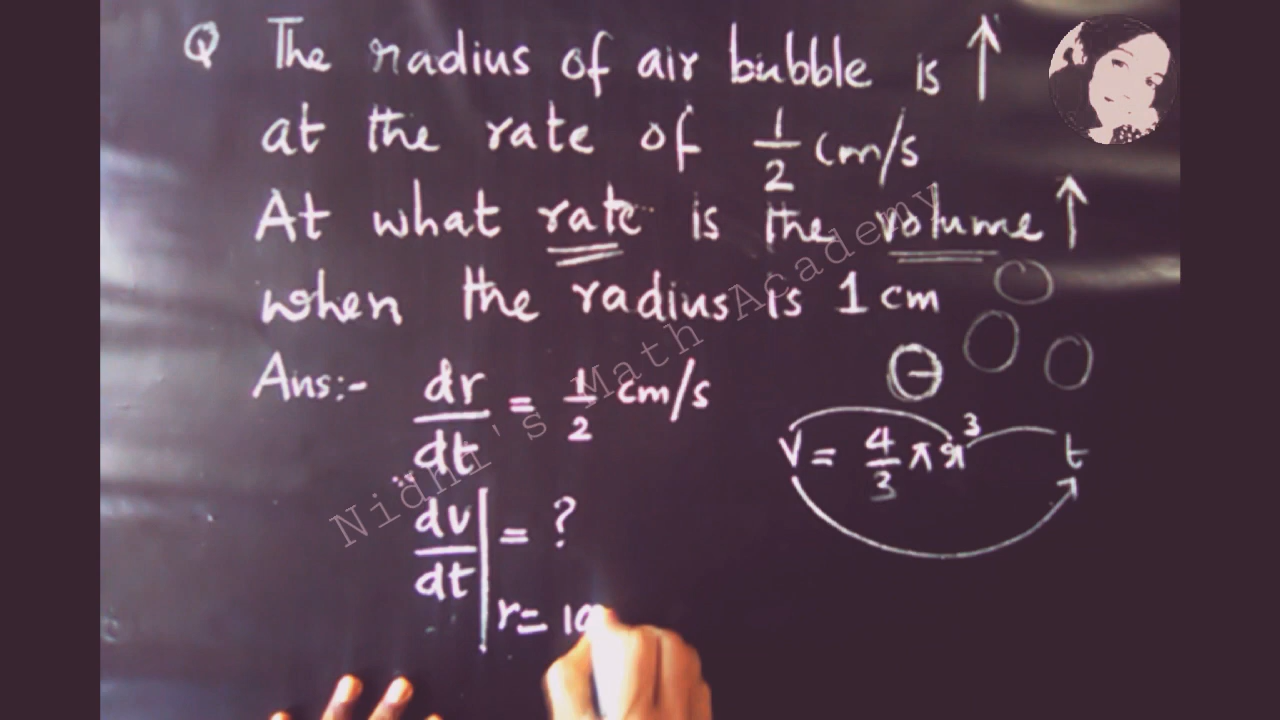 Q The radius of air bubble is ↑
at the rate of 1/2 cm/s
At what rate is the volume ↑
when the radius is 1 cm
Ans:- dr/dt = 1/2 cm/s
V = 4/3 πr³ t
dv/dt | = ?
r = 1c
Nidhi's Math Academy